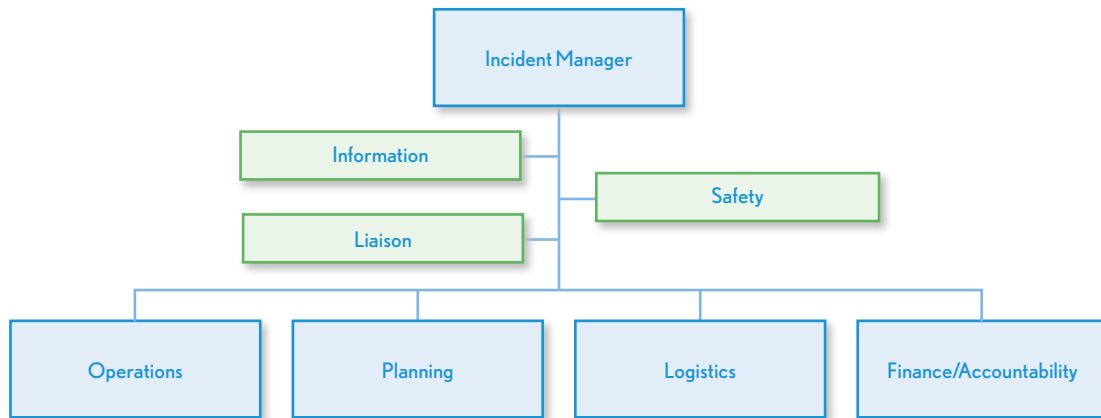 Incident Manager
Information
Safety
Liaison
Operations
Planning
Logistics
Finance/Accountability